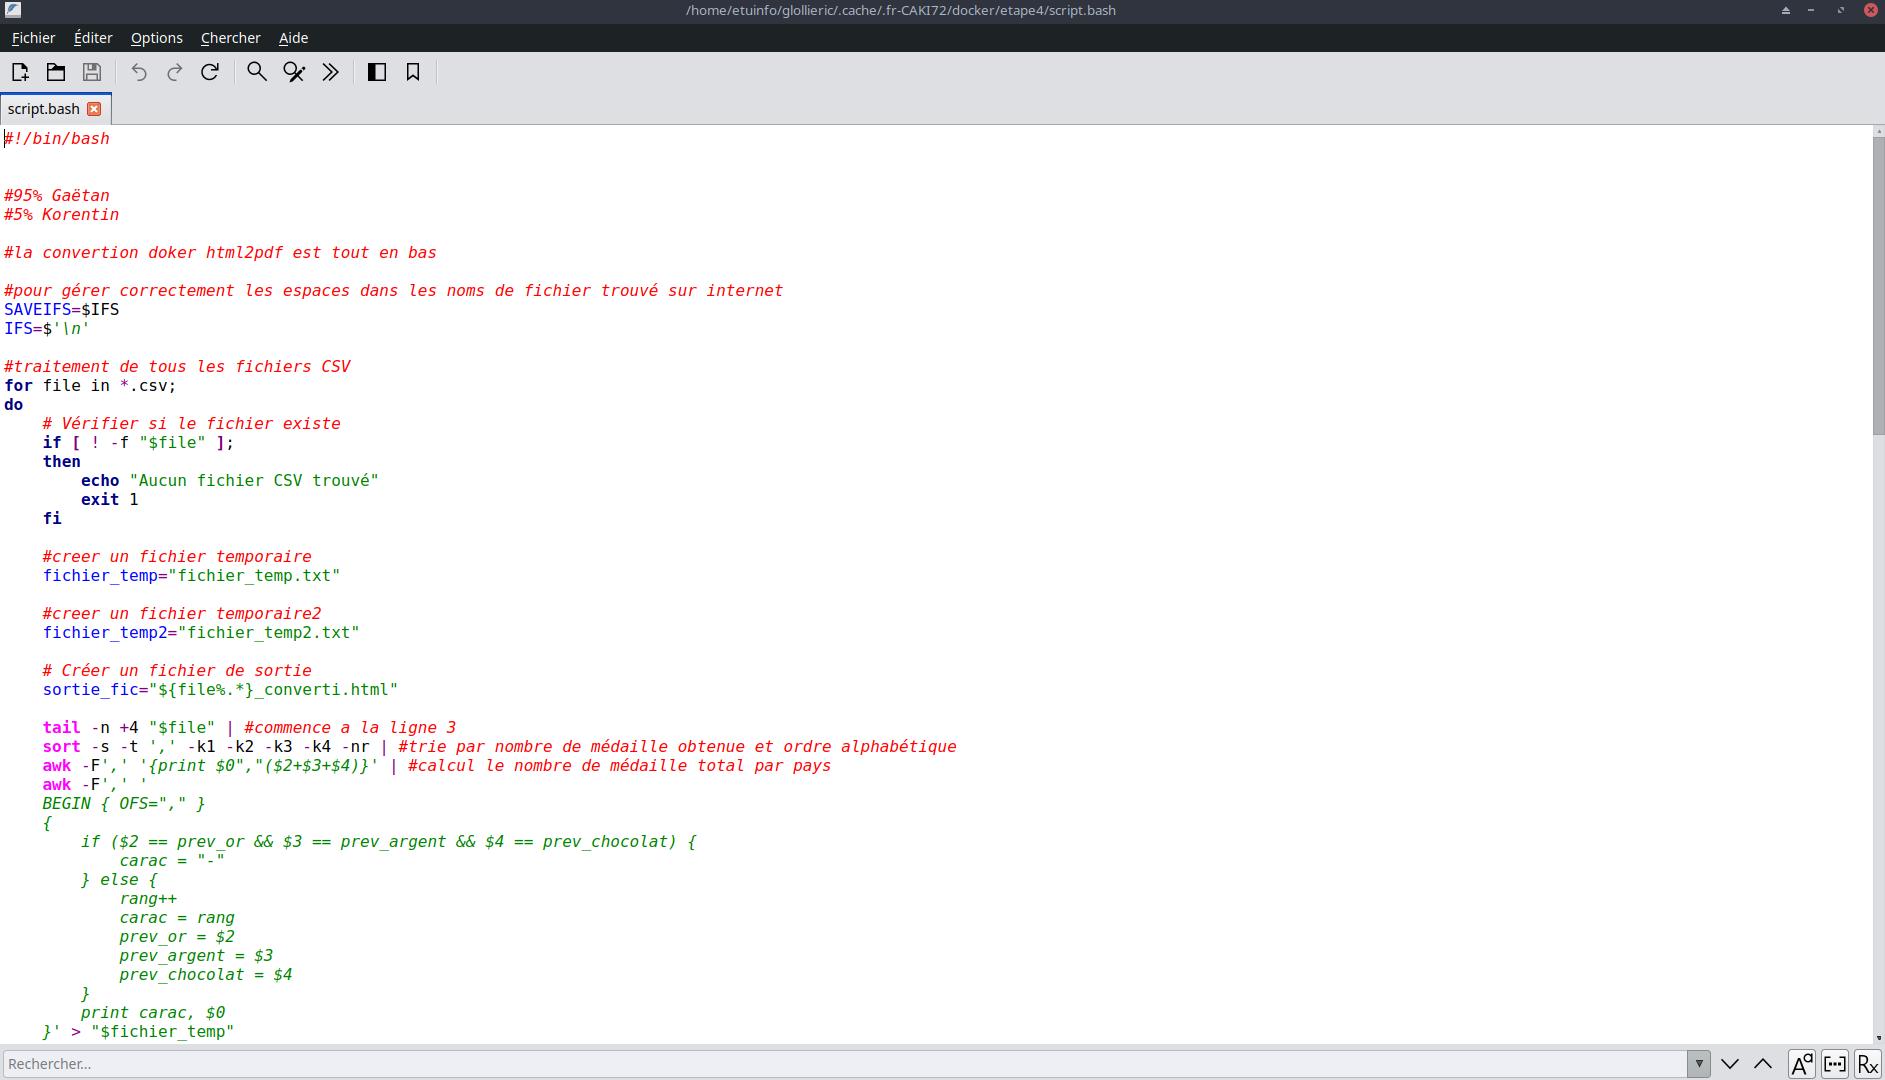 /home/etuinfo/glollieric/.cache/.fr-CAKI72/docker/etape4/script.bash
Fichier Éditer Options Chercher Aide
script.bash
#!/bin/bash
#95% Gaëtan
#5% Korentin
#la convertion doker html2pdf est tout en bas
#pour gérer correctement les espaces dans les noms de fichier trouvé sur internet
SAVEIFS=$IFS
IFS=$'\n'
#traitement de tous les fichiers CSV
for file in *.csv;
do
# Vérifier si le fichier existe
if [ ! -f "$file" ];
then
echo "Aucun fichier CSV trouvé"
exit 1
fi
#creer un fichier temporaire
fichier_temp="fichier_temp.txt"
#creer un fichier temporaire2
fichier_temp2="fichier_temp2.txt"
# Créer un fichier de sortie
sortie_fic="${file%.*}_converti.html"
tail -n +4 "$file" | #commence a la ligne 3
sort -s -t ',' -k1 -k2 -k3 -k4 -nr | #trie par nombre de médaille obtenue et ordre alphabétique
awk -F',' '{print $0","($2+$3+$4)}' | #calcul le nombre de médaille total par pays
awk -F',' '
BEGIN { OFS="," }
{
if ($2 == prev_or && $3 == prev_argent && $4 == prev_chocolat) {
carac = "-"
} else {
rang++
carac = rang
prev_or = $2
prev_argent = $3
prev_chocolat = $4
}
print carac, $0
}' > "$fichier_temp"
Rechercher...